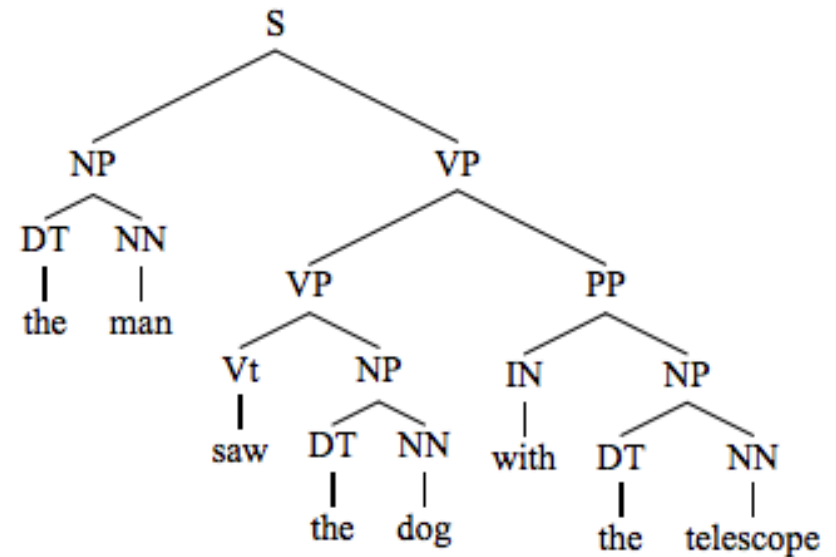 S
NP VP
DT NN VP PP
the man Vt NP IN NP
saw DT NN with DT NN
the dog the telescope